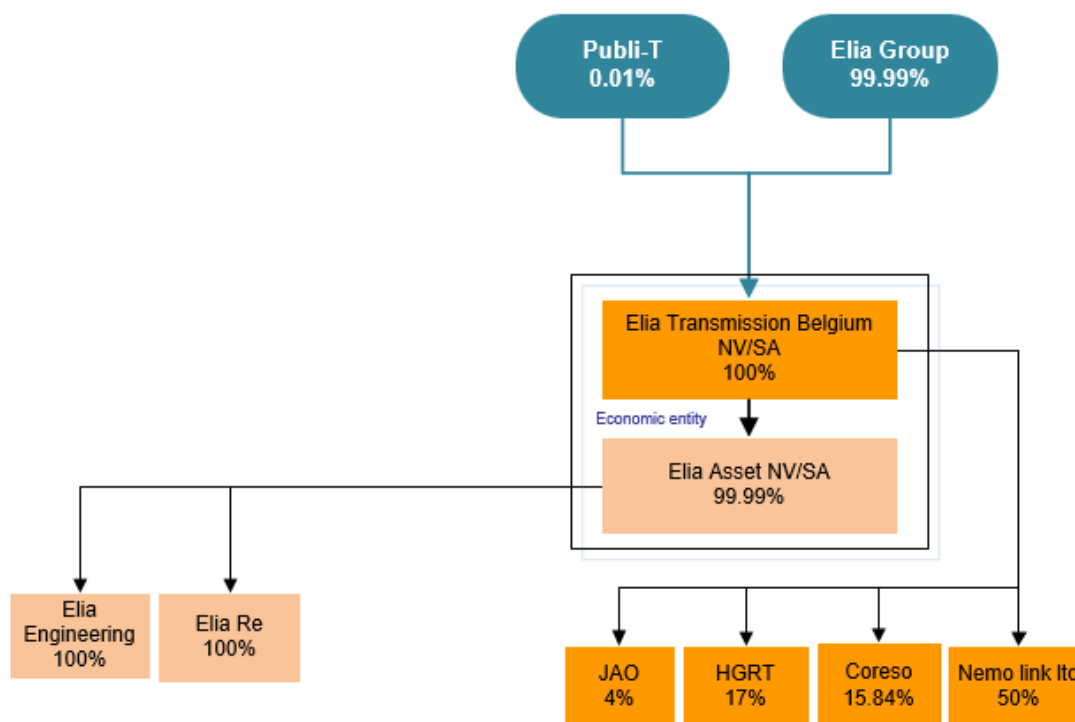 Publi-T
0.01%
Elia Group
99.99%
Elia Transmission Belgium
NV/SA
100%
Economic entity
Elia Asset NV/SA
99.99%
Elia
Engineering
100%
Elia Re
100%
JAO
4%
HGRT
17%
Coreso
15.84%
Nemo link ltd
50%